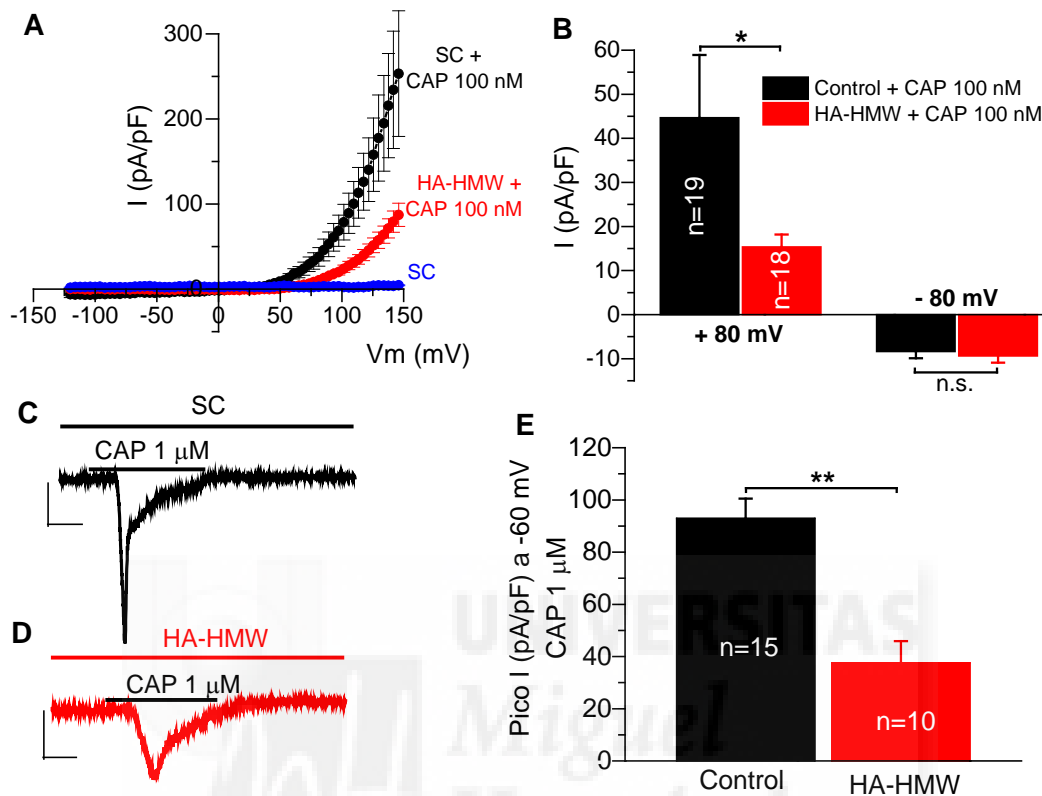 A
300
200
100
I (pA/pF)
SC +
CAP 100 nM
HA-HMW +
CAP 100 nM
SC
-150
-100
-50
0
0
50
100
150
Vm (mV)
B
60
50
40
30
20
10
0
-10
I (pA/pF)
*
Control + CAP 100 nM
HA-HMW + CAP 100 nM
n=19
n=18
+ 80 mV
- 80 mV
n.s.
C
SC
CAP 1 μM
D
HA-HMW
CAP 1 μM
E
120
100
80
60
40
20
0
Pico I (pA/pF) a -60 mV
CAP 1 μM
**
n=15
n=10
Control
HA-HMW
UNIVERSITAS
Miguel